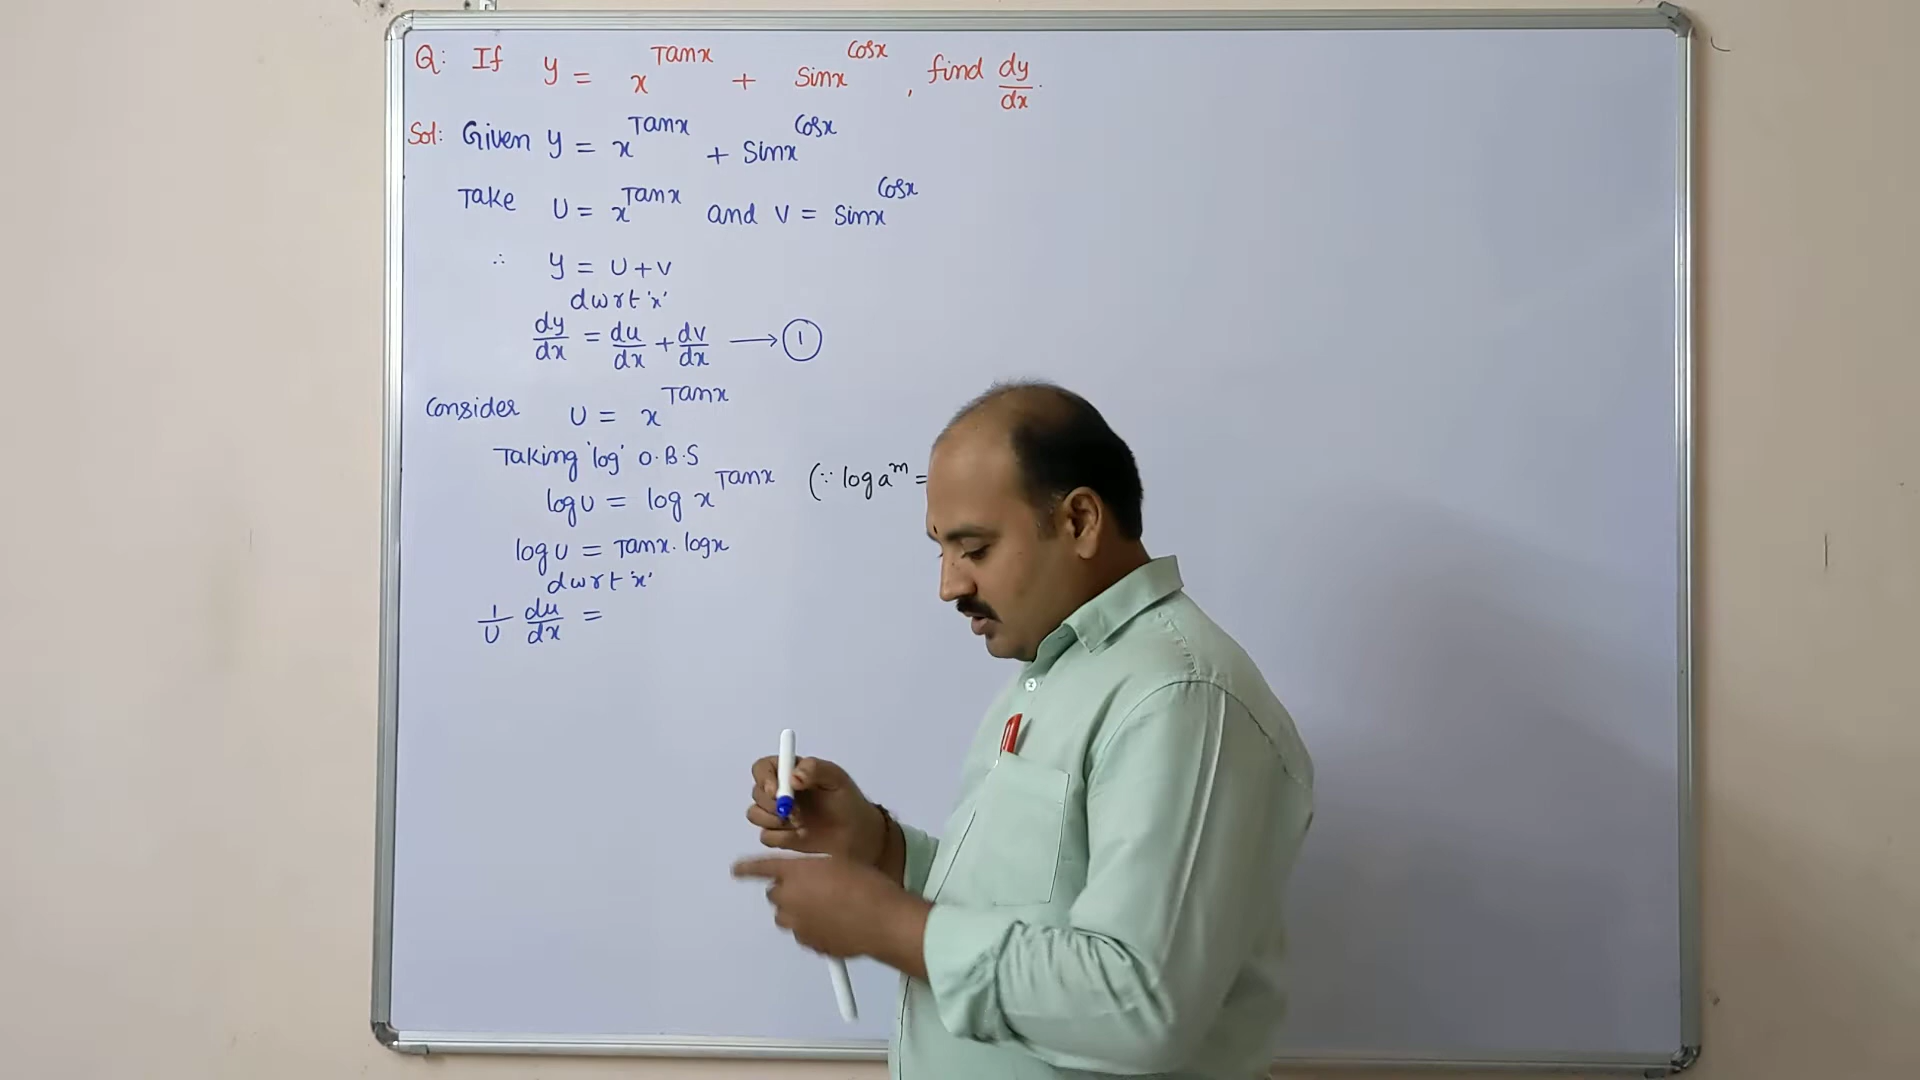 Q: If y = x^Tanx + Sinx^Cosx, find dy/dx.
Sol: Given y = x^Tanx + Sinx^Cosx
Take U = x^Tanx and V = Sinx^Cosx
∴ y = U+V
dwrt 'x'
dy/dx = du/dx + dv/dx ⟶ ①
Consider U = x^Tanx
Taking 'log' O.B.S
log U = log x^Tanx (∵ log a^m =
log U = Tanx. logx
dwrt 'x'
1/U du/dx =